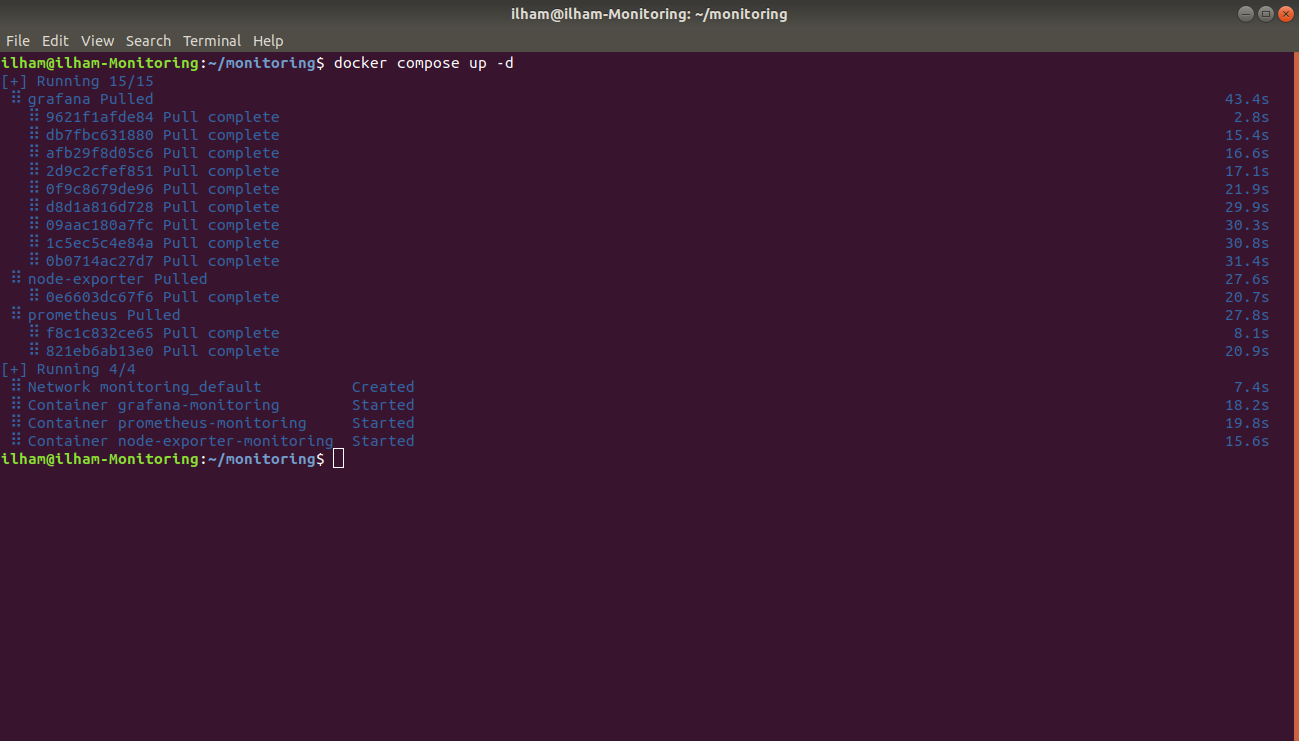 ilham@ilham-Monitoring: ~/monitoring
File Edit View Search Terminal Help
ilham@ilham-Monitoring:~/monitoring$ docker compose up -d
[+] Running 15/15
⠿ grafana Pulled 43.4s
⠿ 9621f1afde84 Pull complete 2.8s
⠿ db7fbc631880 Pull complete 15.4s
⠿ afb29f8d05c6 Pull complete 16.6s
⠿ 2d9c2cfef851 Pull complete 17.1s
⠿ 0f9c8679de96 Pull complete 21.9s
⠿ d8d1a816d728 Pull complete 29.9s
⠿ 09aac180a7fc Pull complete 30.3s
⠿ 1c5ec5c4e84a Pull complete 30.8s
⠿ 0b0714ac27d7 Pull complete 31.4s
⠿ node-exporter Pulled 27.6s
⠿ 0e6603dc67f6 Pull complete 20.7s
⠿ prometheus Pulled 27.8s
⠿ f8c1c832ce65 Pull complete 8.1s
⠿ 821eb6ab13e0 Pull complete 20.9s
[+] Running 4/4
⠿ Network monitoring_default Created 7.4s
⠿ Container grafana-monitoring Started 18.2s
⠿ Container prometheus-monitoring Started 19.8s
⠿ Container node-exporter-monitoring Started 15.6s
ilham@ilham-Monitoring:~/monitoring$